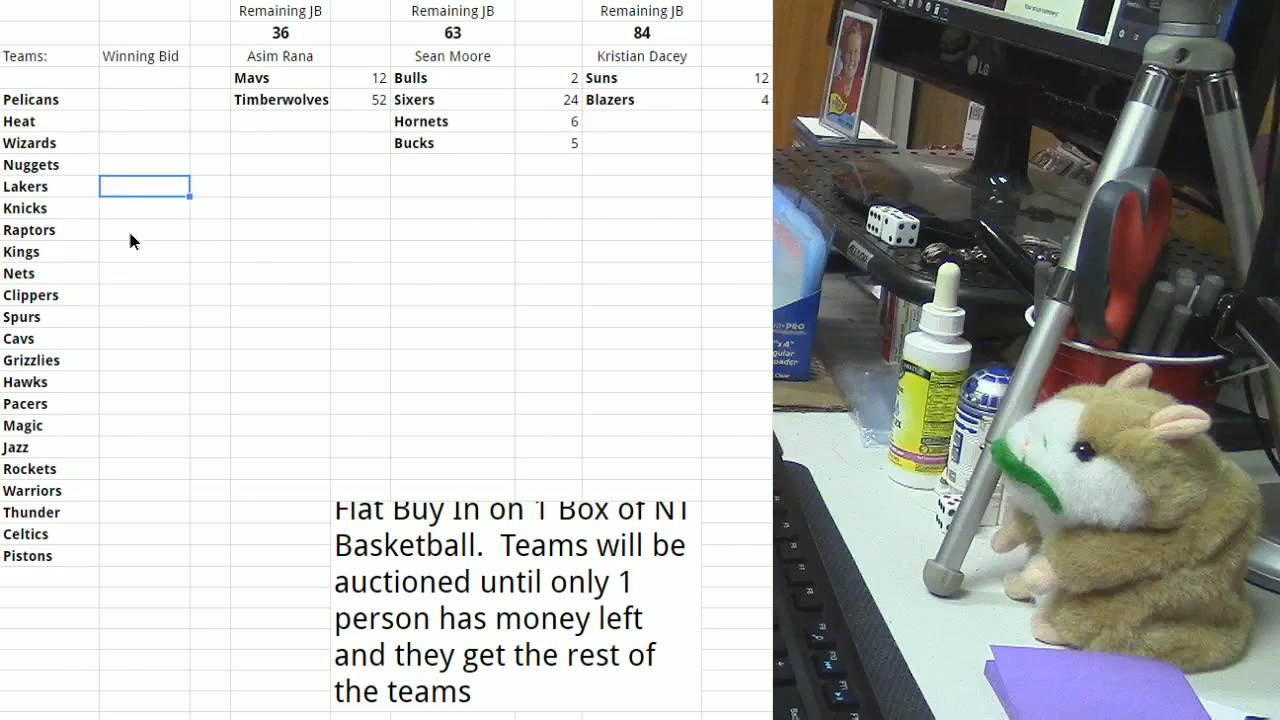 Remaining JB Remaining JB Remaining JB
36 63 84
Teams: Winning Bid Asim Rana Sean Moore Kristian Dacey
Mavs 12 Bulls 2 Suns 12
Pelicans Timberwolves 52 Sixers 24 Blazers 4
Heat Hornets 6
Wizards Bucks 5
Nuggets
Lakers
Knicks
Raptors
Kings
Nets
Clippers
Spurs
Cavs
Grizzlies
Hawks
Pacers
Magic
Jazz
Rockets
Warriors
Thunder
Celtics
Pistons
Flat Buy In on 1 Box of NT
Basketball. Teams will be
auctioned until only 1
person has money left
and they get the rest of
the teams
LG